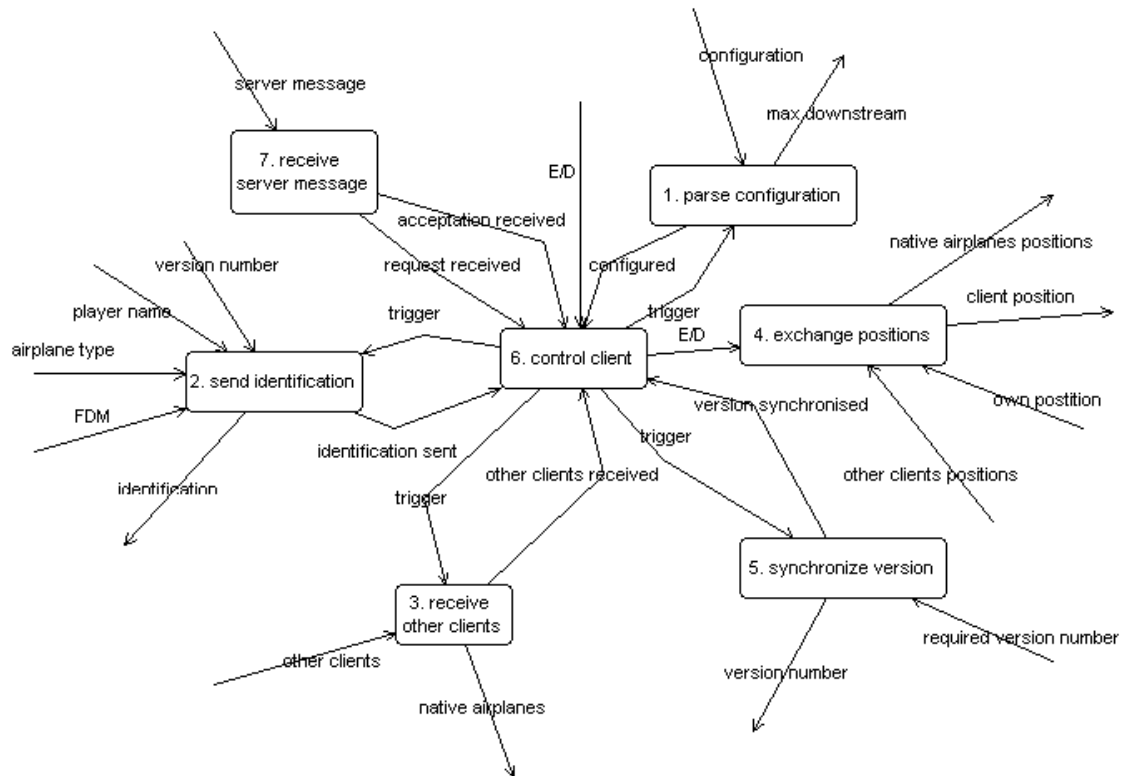 configuration
server message
max downstream
7. receive
server message
E/D
1. parse configuration
acceptation received
native airplanes positions
version number
request received
configured
client position
player name
trigger
trigger
E/D
4. exchange positions
airplane type
6. control client
2. send identification
version synchronised
own postition
FDM
trigger
identification sent
other clients received
other clients positions
identification
trigger
5. synchronize version
3. receive
other clients
required version number
other clients
version number
native airplanes